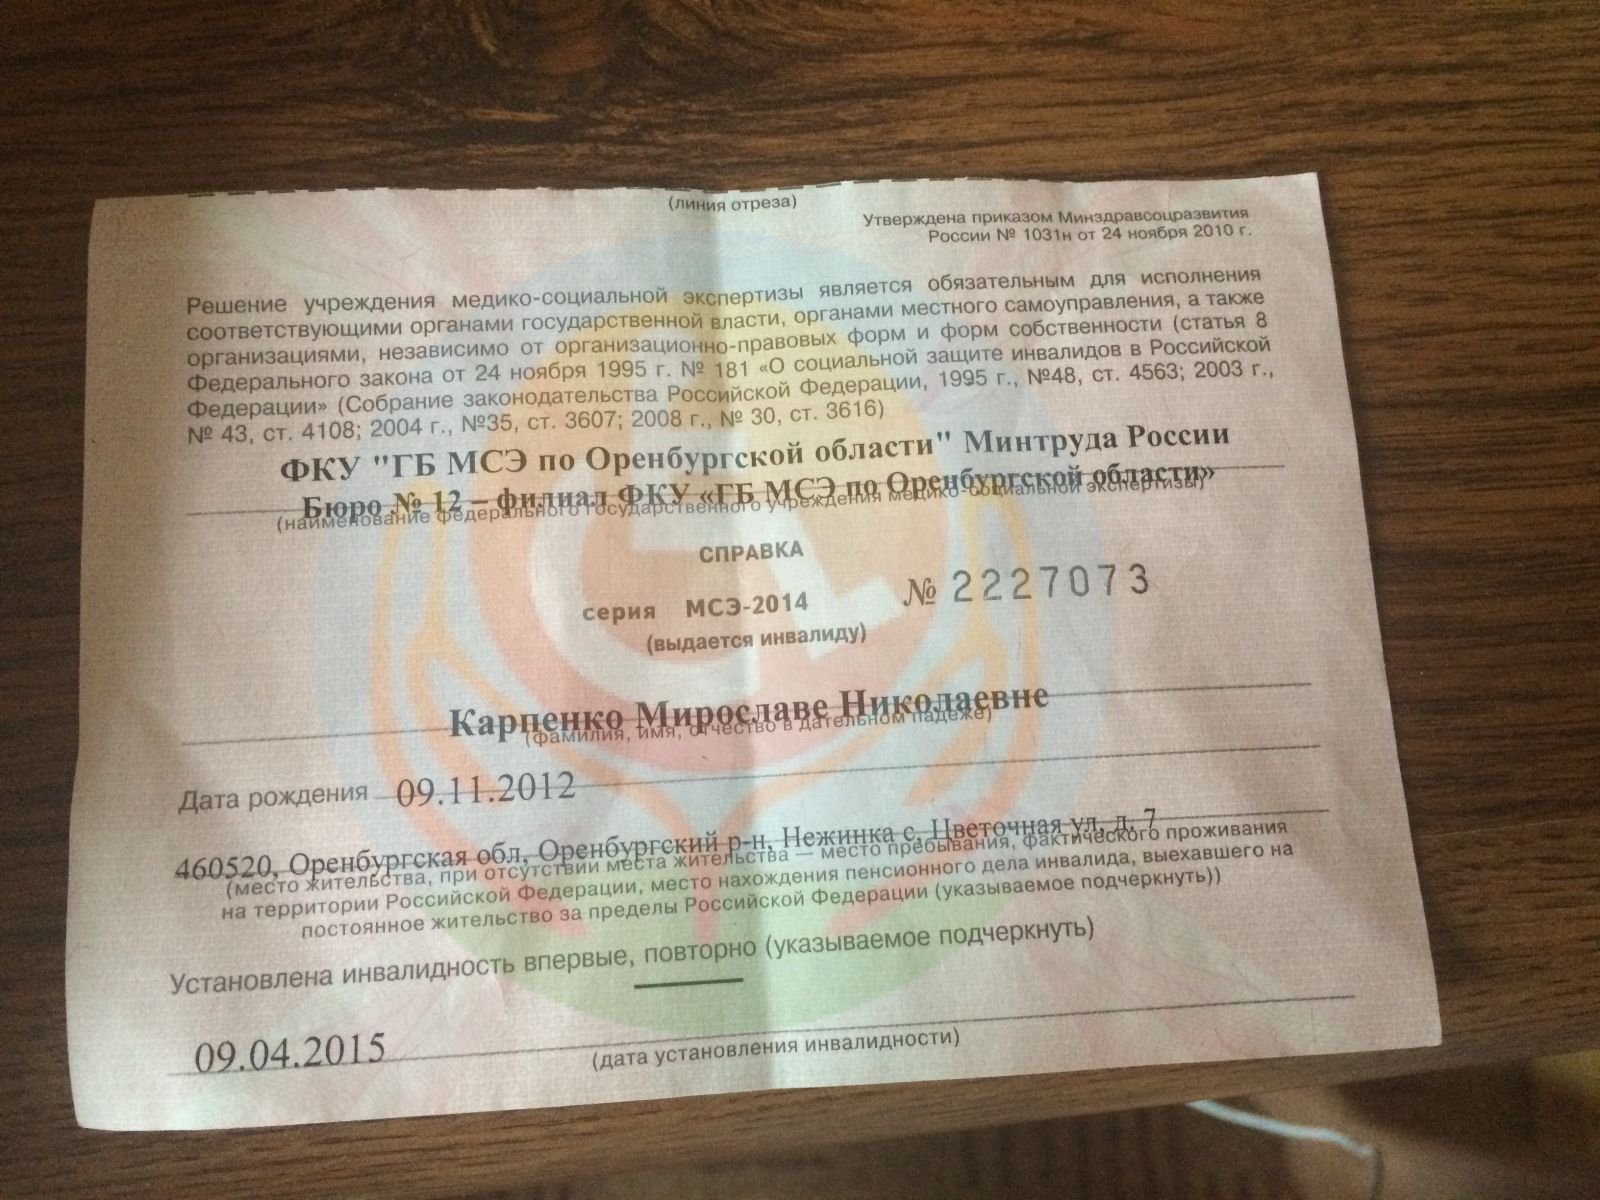 (линия отреза)
Утверждена приказом Минздравсоцразвития
России № 1031н от 24 ноября 2010 г.
Решение учреждения медико-социальной экспертизы является обязательным для исполнения
соответствующими органами государственной власти, органами местного самоуправления, а также
организациями, независимо от организационно-правовых форм и форм собственности (статья 8
Федерального закона от 24 ноября 1995 г. № 181 «О социальной защите инвалидов в Российской
Федерации» (Собрание законодательства Российской Федерации, 1995 г., №48, ст. 4563; 2003 г.,
№ 43, ст. 4108; 2004 г., №35, ст. 3607; 2008 г., № 30, ст. 3616)
ФКУ "ГБ МСЭ по Оренбургской области" Минтруда России
Бюро № 12 – филиал ФКУ «ГБ МСЭ по Оренбургской области»
(наименование федерального государственного учреждения медико-социальной экспертизы)
СПРАВКА
серия МСЭ-2014 № 2227073
(выдается инвалиду)
Карпенко Мирославе Николаевне
(фамилия, имя, отчество в дательном падеже)
Дата рождения 09.11.2012
460520, Оренбургская обл, Оренбургский р-н, Нежинка с, Цветочная ул, д. 7
(место жительства, при отсутствии места жительства — место пребывания, фактического проживания
на территории Российской Федерации, место нахождения пенсионного дела инвалида, выехавшего на
постоянное жительство за пределы Российской Федерации (указываемое подчеркнуть))
Установлена инвалидность впервые, повторно (указываемое подчеркнуть)
09.04.2015
(дата установления инвалидности)